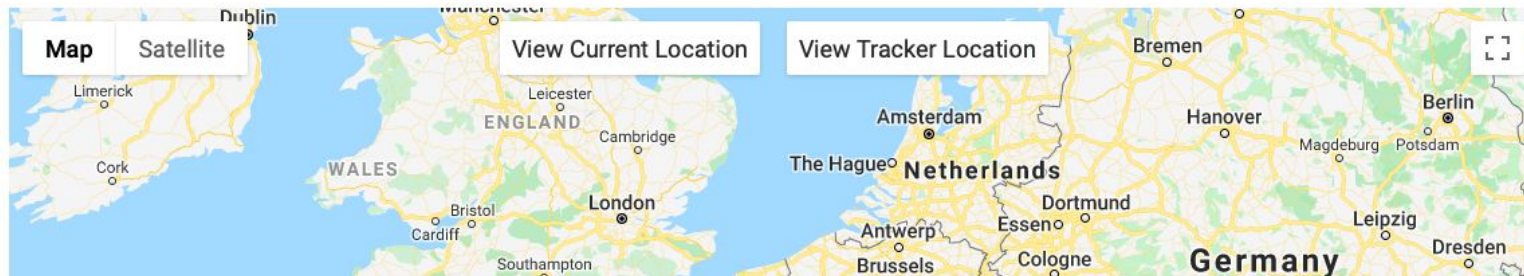 Dublin
Manchester
Map
Satellite
View Current Location
View Tracker Location
Bremen
Limerick
Leicester
ENGLAND
Amsterdam
Hanover
Berlin
Cambridge
Magdeburg
Potsdam
Cork
WALES
The Hague
Netherlands
London
Dortmund
Bristol
Cardiff
Essen
Leipzig
Antwerp
Dresden
Southampton
Brussels
Cologne
Germany